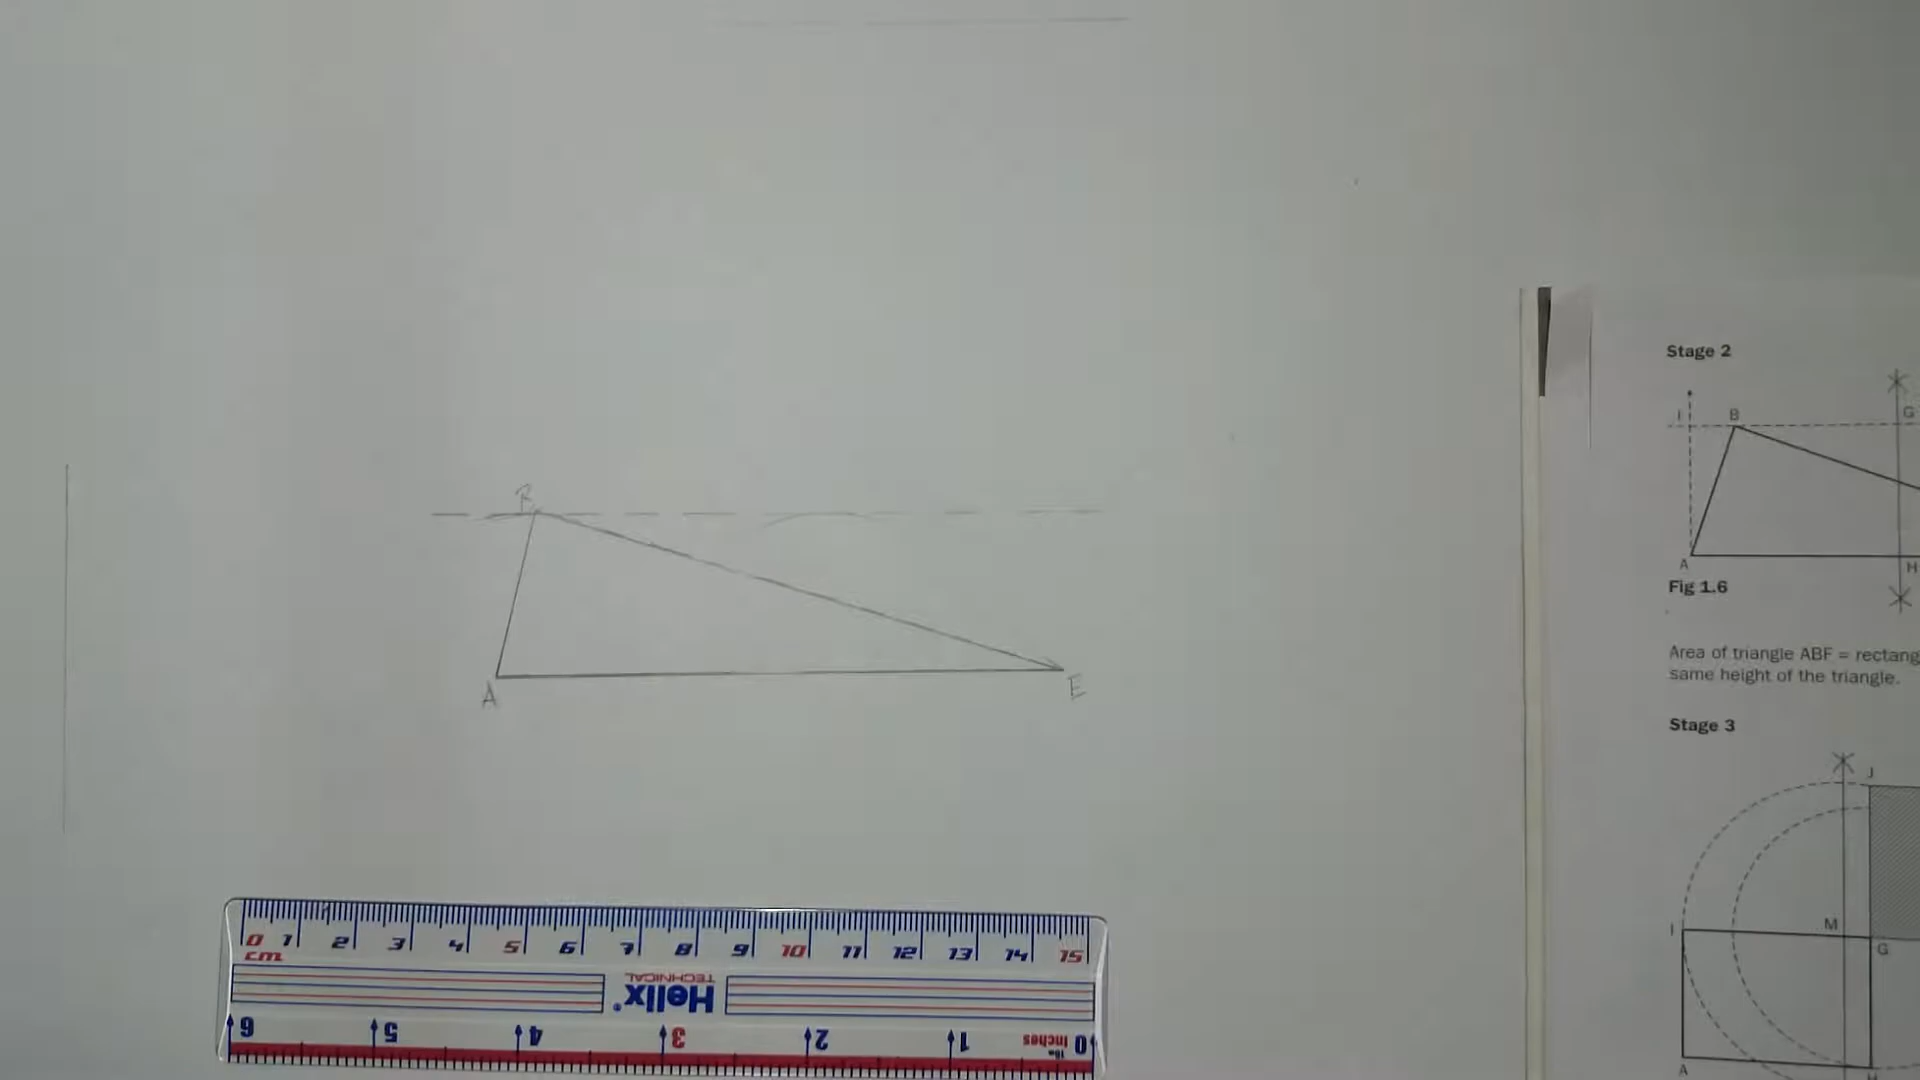 B
A
E
0 1 2 3 4 5 6 7 8 9 10 11 12 13 14 15
cm
Helix®
TECHNICAL
6 5 4 3 2 1 0
inches
Stage 2
I B G
A H
Fig 1.6
Area of triangle ABF = rectang
same height of the triangle.
Stage 3
J
I M G
A